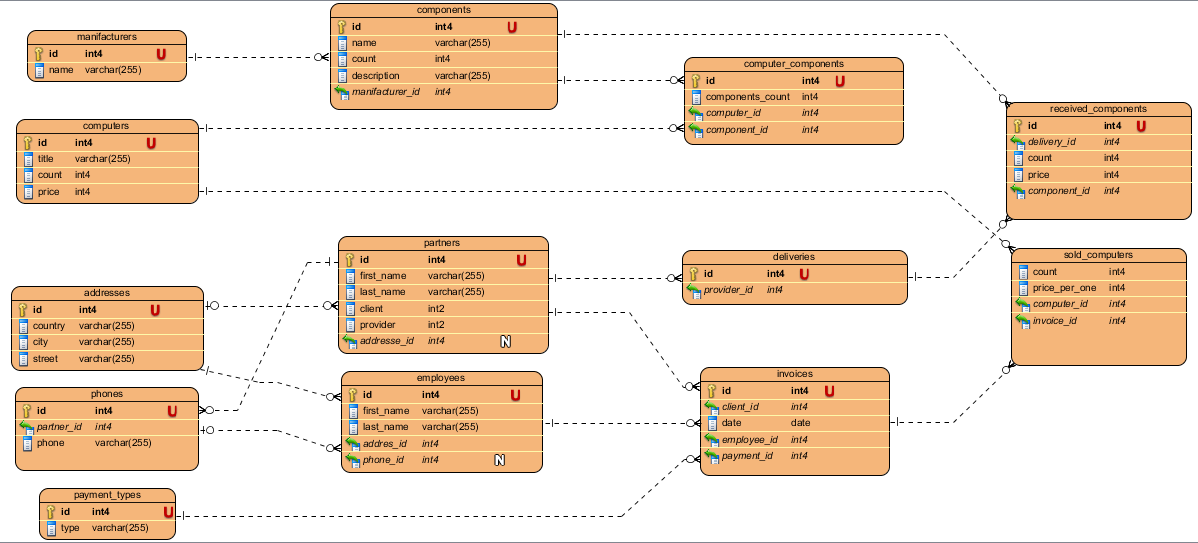 manifacturers
id int4 U
name varchar(255)
components
id int4 U
name varchar(255)
count int4
description varchar(255)
manifacturer_id int4
computer_components
id int4 U
components_count int4
computer_id int4
component_id int4
received_components
id int4 U
delivery_id int4
count int4
price int4
component_id int4
computers
id int4 U
title varchar(255)
count int4
price int4
partners
id int4 U
first_name varchar(255)
last_name varchar(255)
client int2
provider int2
addresse_id int4 N
deliveries
id int4 U
provider_id int4
sold_computers
count int4
price_per_one int4
computer_id int4
invoice_id int4
addresses
id int4 U
country varchar(255)
city varchar(255)
street varchar(255)
employees
id int4 U
first_name varchar(255)
last_name varchar(255)
addres_id int4
phone_id int4 N
invoices
id int4 U
client_id int4
date date
employee_id int4
payment_id int4
phones
id int4 U
partner_id int4
phone varchar(255)
payment_types
id int4 U
type varchar(255)